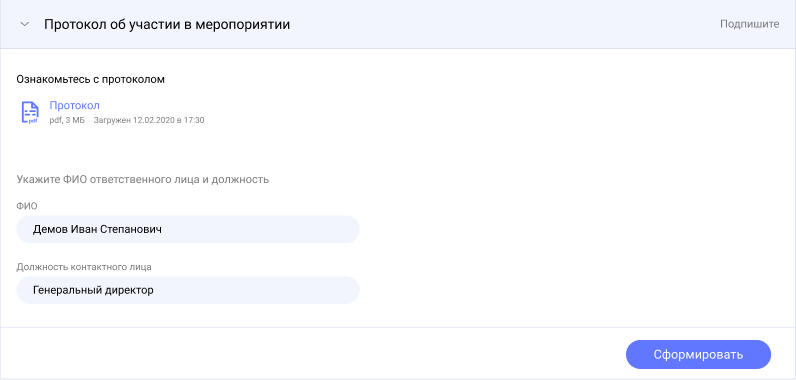 Протокол об участии в меропориятии
Подпишите
Ознакомьтесь с протоколом
Протокол
pdf
pdf, 3 МБ Загружен 12.02.2020 в 17:30
Укажите ФИО ответственного лица и должность
ФИО
Демов Иван Степанович
Должность контактного лица
Генеральный директор
Сформировать